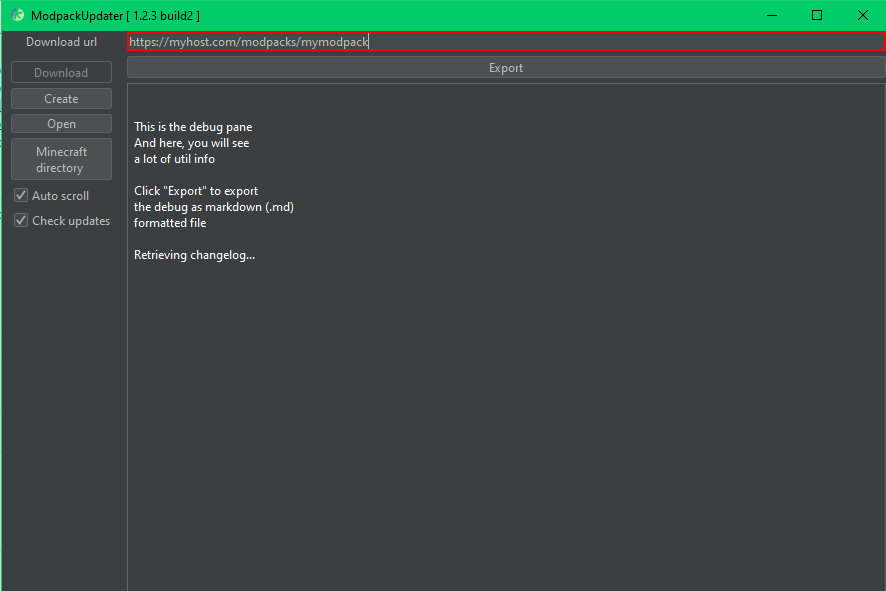 ModpackUpdater [ 1.2.3 build2 ]
Download url
https://myhost.com/modpacks/mymodpack
Download
Create
Open
Minecraft
directory
Auto scroll
Check updates
Export
This is the debug pane
And here, you will see
a lot of util info
Click "Export" to export
the debug as markdown (.md)
formatted file
Retrieving changelog...